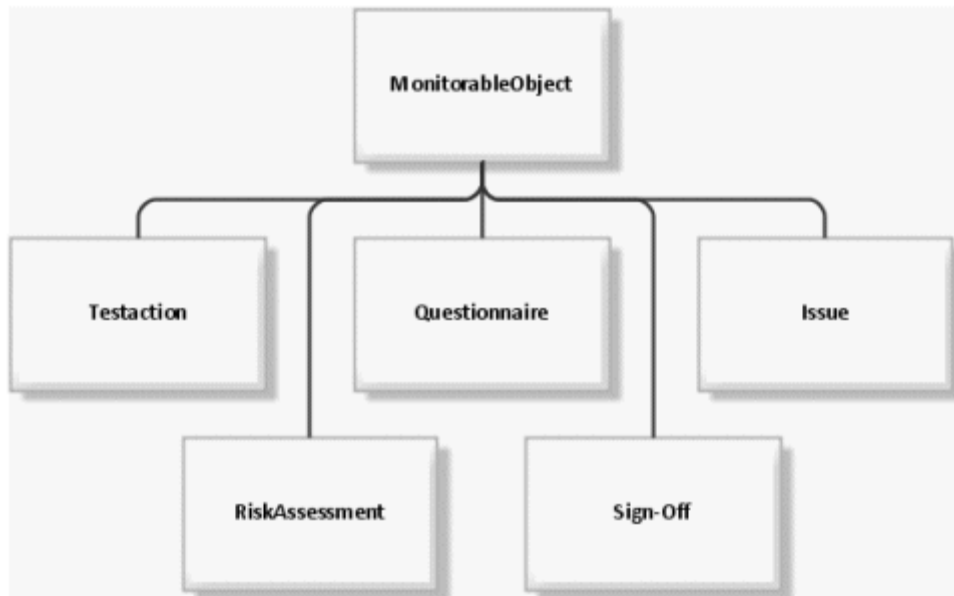 MonitorableObject
Testaction
Questionnaire
Issue
RiskAssessment
Sign-Off